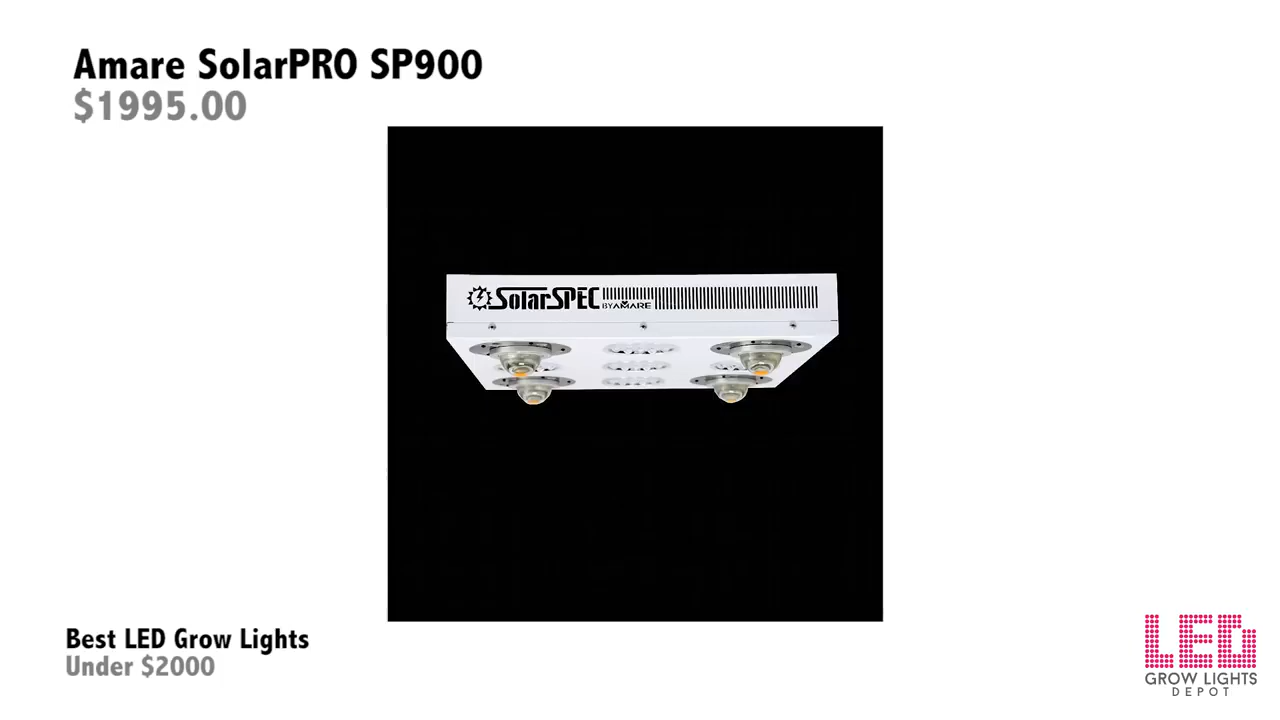 Amare SolarPRO SP900
$1995.00
SolarSPEC
BY AMARE
Best LED Grow Lights
Under $2000
LED
GROW LIGHTS
DEPOT